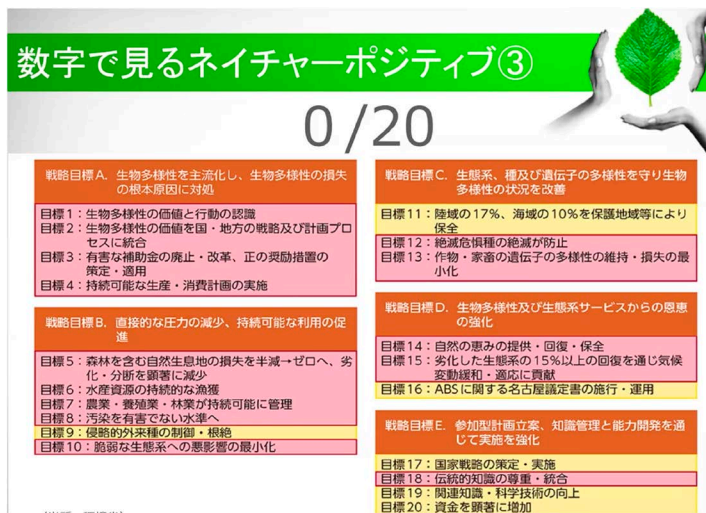 数字で見るネイチャーポジティブ③
0/20
戦略目標A. 生物多様性を主流化し、生物多様性の損失
の根本原因に対処
目標1：生物多様性の価値と行動の認識
目標2：生物多様性の価値を国・地方の戦略及び計画プロ
セスに統合
目標3：有害な補助金の廃止・改革、正の奨励措置の
策定・適用
目標4：持続可能な生産・消費計画の実施
戦略目標B. 直接的な圧力の減少、持続可能な利用の促
進
目標5：森林を含む自然生息地の損失を半減→ゼロへ、劣
化・分断を顕著に減少
目標6：水産資源の持続的な漁獲
目標7：農業・養殖業・林業が持続可能に管理
目標8：汚染を有害でない水準へ
目標9：侵略的外来種の制御・根絶
目標10：脆弱な生態系への悪影響の最小化
戦略目標C. 生態系、種及び遺伝子の多様性を守り生物
多様性の状況を改善
目標11：陸域の17%、海域の10%を保護地域等により
保全
目標12：絶滅危惧種の絶滅が防止
目標13：作物・家畜の遺伝子の多様性の維持・損失の最
小化
戦略目標D. 生物多様性及び生態系サービスからの恩恵
の強化
目標14：自然の恵みの提供・回復・保全
目標15：劣化した生態系の15%以上の回復を通じ気候
変動緩和・適応に貢献
目標16：ABSに関する名古屋議定書の施行・運用
戦略目標E. 参加型計画立案、知識管理と能力開発を通
じて実施を強化
目標17：国家戦略の策定・実施
目標18：伝統的知識の尊重・統合
目標19：関連知識・科学技術の向上
目標20：資金を顕著に増加